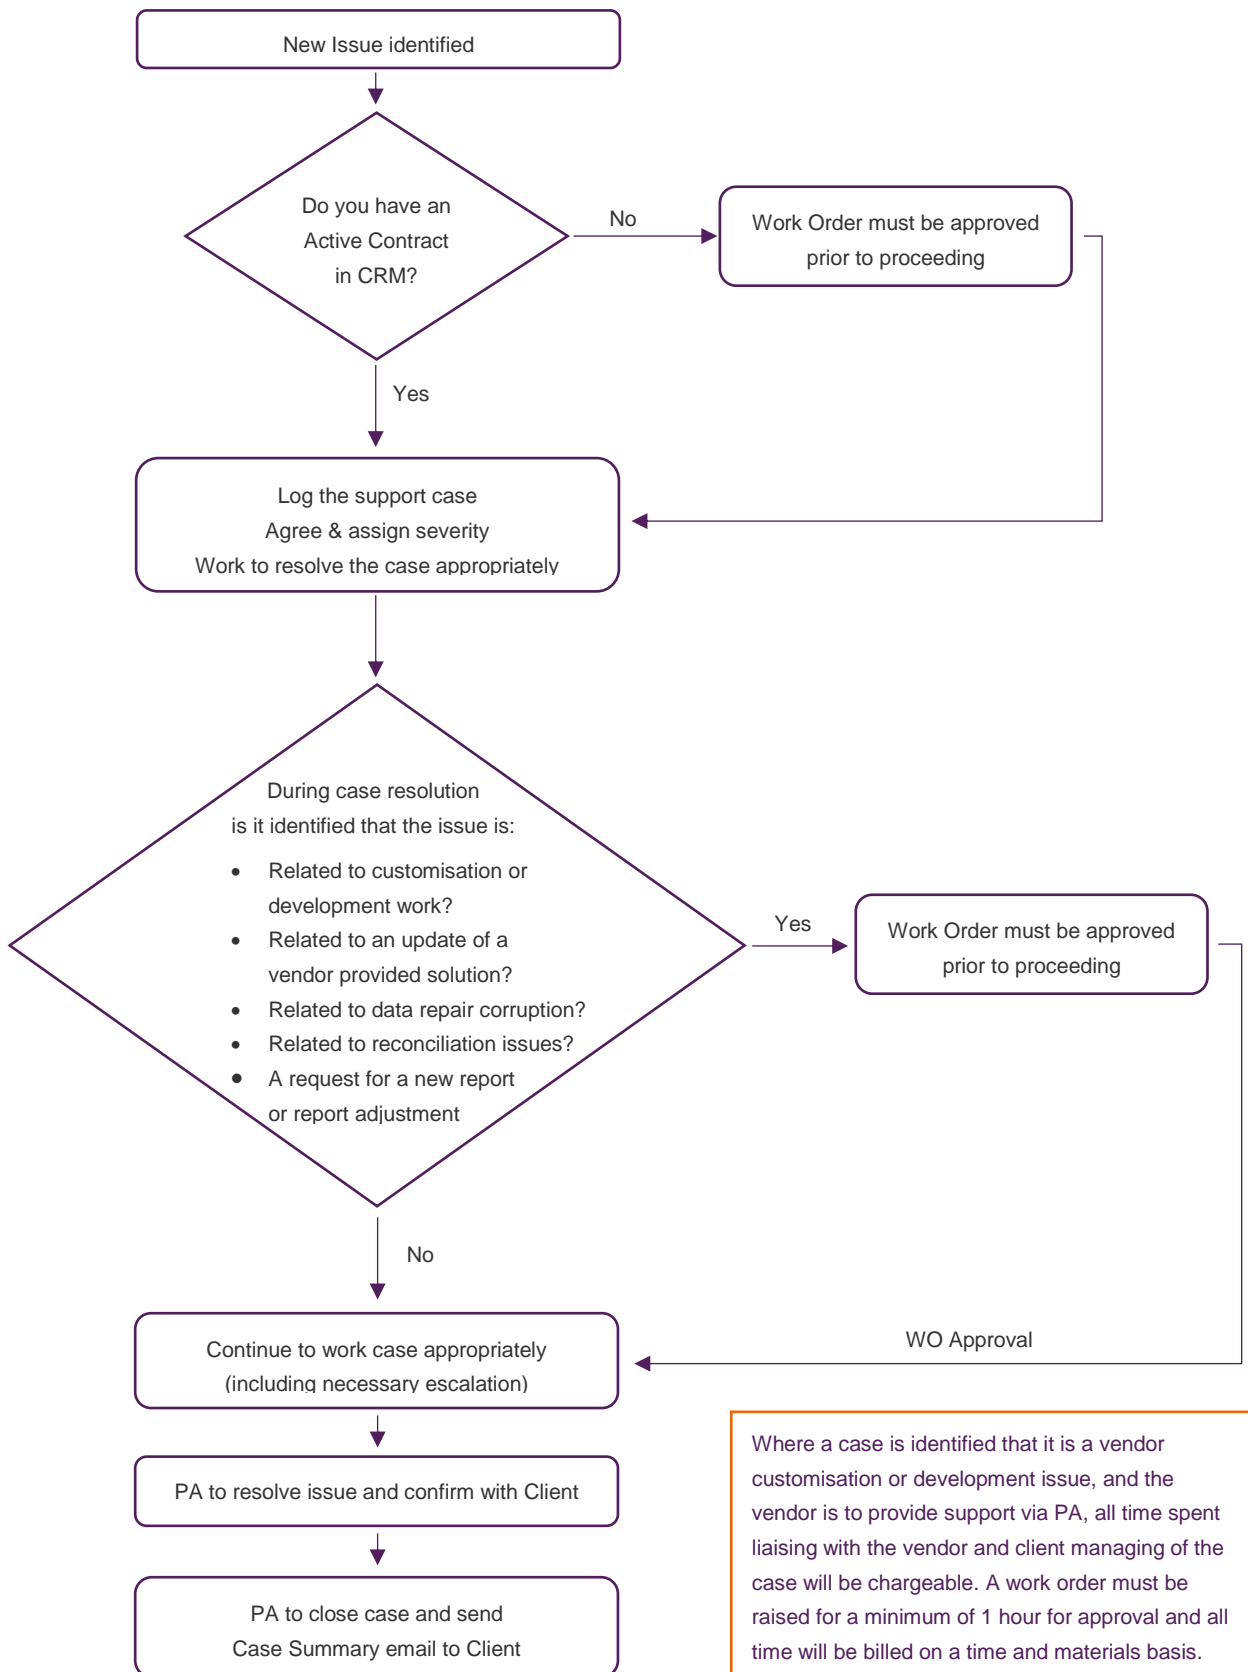 New Issue identified
Do you have an
Active Contract
in CRM?
No
Work Order must be approved
prior to proceeding
Yes
Log the support case
Agree & assign severity
Work to resolve the case appropriately
During case resolution
is it identified that the issue is:
• Related to customisation or
development work?
• Related to an update of a
vendor provided solution?
• Related to data repair corruption?
• Related to reconciliation issues?
• A request for a new report
or report adjustment
Yes
Work Order must be approved
prior to proceeding
No
WO Approval
Continue to work case appropriately
(including necessary escalation)
PA to resolve issue and confirm with Client
PA to close case and send
Case Summary email to Client
Where a case is identified that it is a vendor
customisation or development issue, and the
vendor is to provide support via PA, all time spent
liaising with the vendor and client managing of the
case will be chargeable. A work order must be
raised for a minimum of 1 hour for approval and all
time will be billed on a time and materials basis.